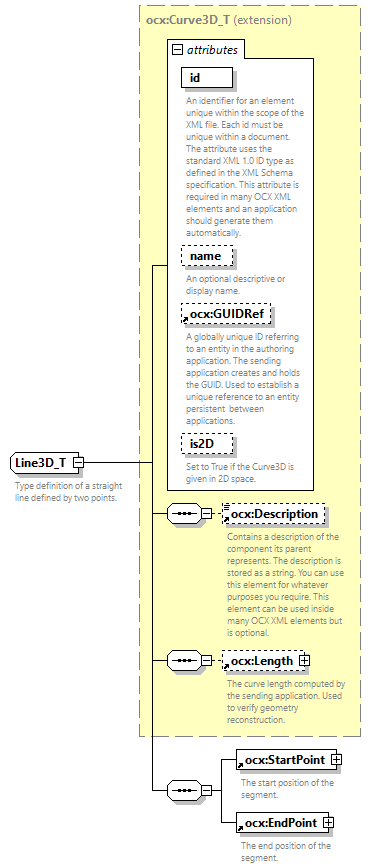 ocx:Curve3D_T (extension)
attributes
id
An identifier for an element
unique within the scope of the
XML file. Each id must be
unique within a document.
The attribute uses the
standard XML 1.0 ID type as
defined in the XML Schema
specification. This attribute is
required in many OCX XML
elements and an application
should generate them
automatically.
name
An optional descriptive or
display name.
ocx:GUIDRef
A globally unique ID referring
to an entity in the authoring
application. The sending
application creates and holds
the GUID. Used to establish a
unique reference to an entity
persistent between
applications.
is2D
Set to True if the Curve3D is
given in 2D space.
Line3D_T
Type definition of a straight
line defined by two points.
ocx:Description
Contains a description of the
component its parent
represents. The description is
stored as a string. You can use
this element for whatever
purposes you require. This
element can be used inside
many OCX XML elements but
is optional.
ocx:Length
The curve length computed by
the sending application. Used
to verify geometry
reconstruction.
ocx:StartPoint
The start position of the
segment.
ocx:EndPoint
The end position of the
segment.